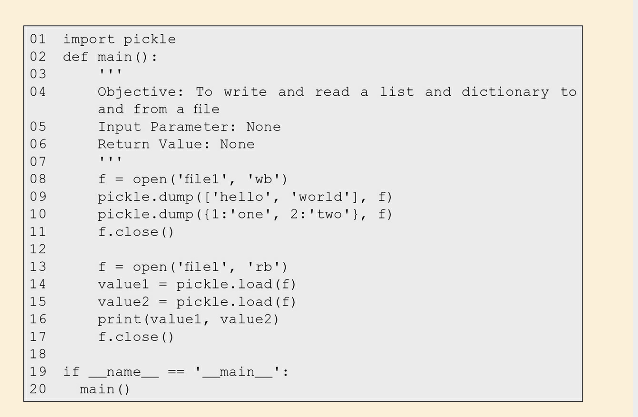 01 import pickle
02 def main():
03     '''
04     Objective: To write and read a list and dictionary to
       and from a file
05     Input Parameter: None
06     Return Value: None
07     '''
08     f = open('file1', 'wb')
09     pickle.dump(['hello', 'world'], f)
10     pickle.dump({1:'one', 2:'two'}, f)
11     f.close()
12
13     f = open('file1', 'rb')
14     value1 = pickle.load(f)
15     value2 = pickle.load(f)
16     print(value1, value2)
17     f.close()
18
19 if __name__ == '__main__':
20   main()